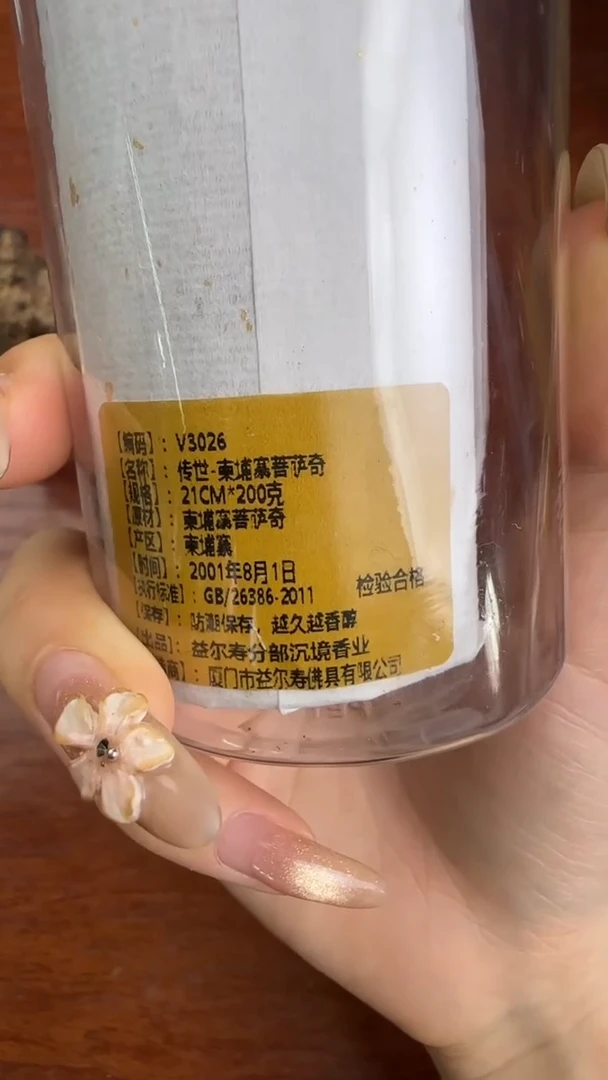 【编码】：V3026
【名称】：传世-柬埔寨菩萨奇
【规格】：21CM*200克
【原材】：柬埔寨菩萨奇
【产区】：柬埔寨
【时间】：2001年8月1日
【执行标准】：GB/26386-2011 检验合格
【保存】：防潮保存、越久越香醇
出品】：益尔寿分部沉境香业
商】：厦门市益尔寿佛具有限公司